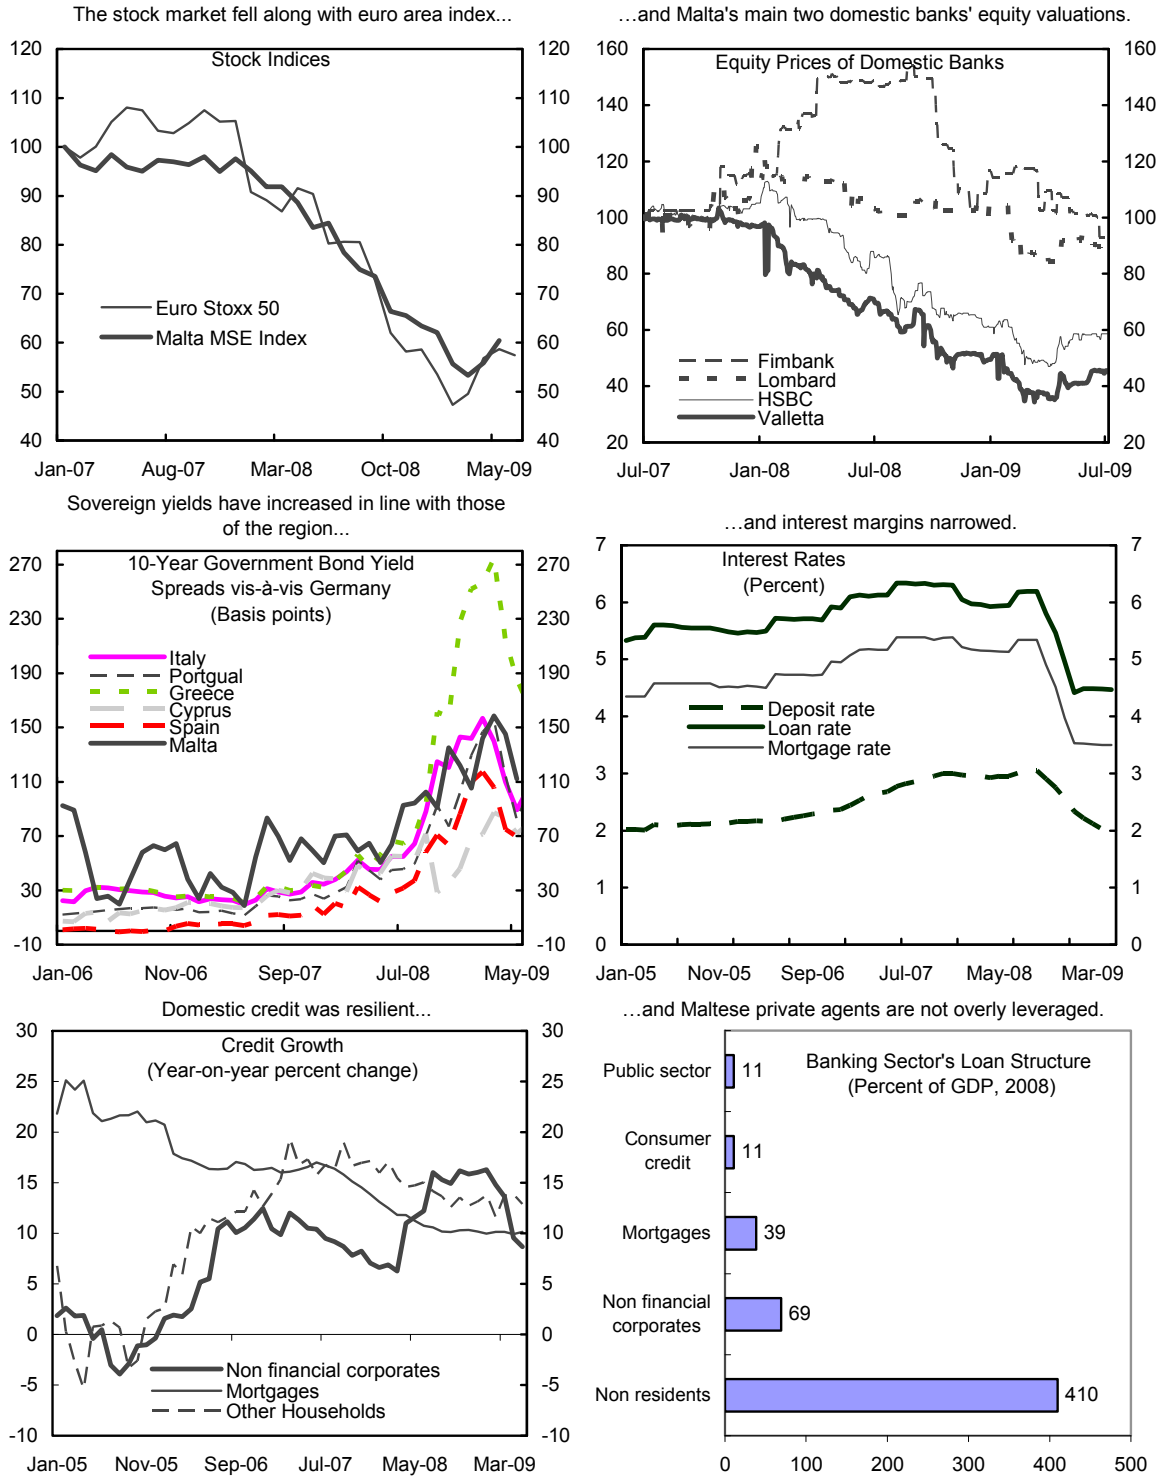 The stock market fell along with euro area index...
Stock Indices
120
110
100
90
80
70
60
50
40
120
110
100
90
80
70
60
50
40
Euro Stoxx 50
Malta MSE Index
Jan-07 Aug-07 Mar-08 Oct-08 May-09
…and Malta's main two domestic banks' equity valuations.
Equity Prices of Domestic Banks
160
140
120
100
80
60
40
20
160
140
120
100
80
60
40
20
Fimbank
Lombard
HSBC
Valletta
Jul-07 Jan-08 Jul-08 Jan-09 Jul-09
Sovereign yields have increased in line with those
of the region...
10-Year Government Bond Yield
Spreads vis-à-vis Germany
(Basis points)
270
230
190
150
110
70
30
-10
270
230
190
150
110
70
30
-10
Italy
Portgual
Greece
Cyprus
Spain
Malta
Jan-06 Nov-06 Sep-07 Jul-08 May-09
…and interest margins narrowed.
Interest Rates
(Percent)
7
6
5
4
3
2
1
0
7
6
5
4
3
2
1
0
Deposit rate
Loan rate
Mortgage rate
Jan-05 Nov-05 Sep-06 Jul-07 May-08 Mar-09
Domestic credit was resilient...
Credit Growth
(Year-on-year percent change)
30
25
20
15
10
5
0
-5
-10
30
25
20
15
10
5
0
-5
-10
Non financial corporates
Mortgages
Other Households
Jan-05 Nov-05 Sep-06 Jul-07 May-08 Mar-09
…and Maltese private agents are not overly leveraged.
Banking Sector's Loan Structure
(Percent of GDP, 2008)
Public sector 11
Consumer
credit 11
Mortgages 39
Non financial
corporates 69
Non residents 410
0 100 200 300 400 500